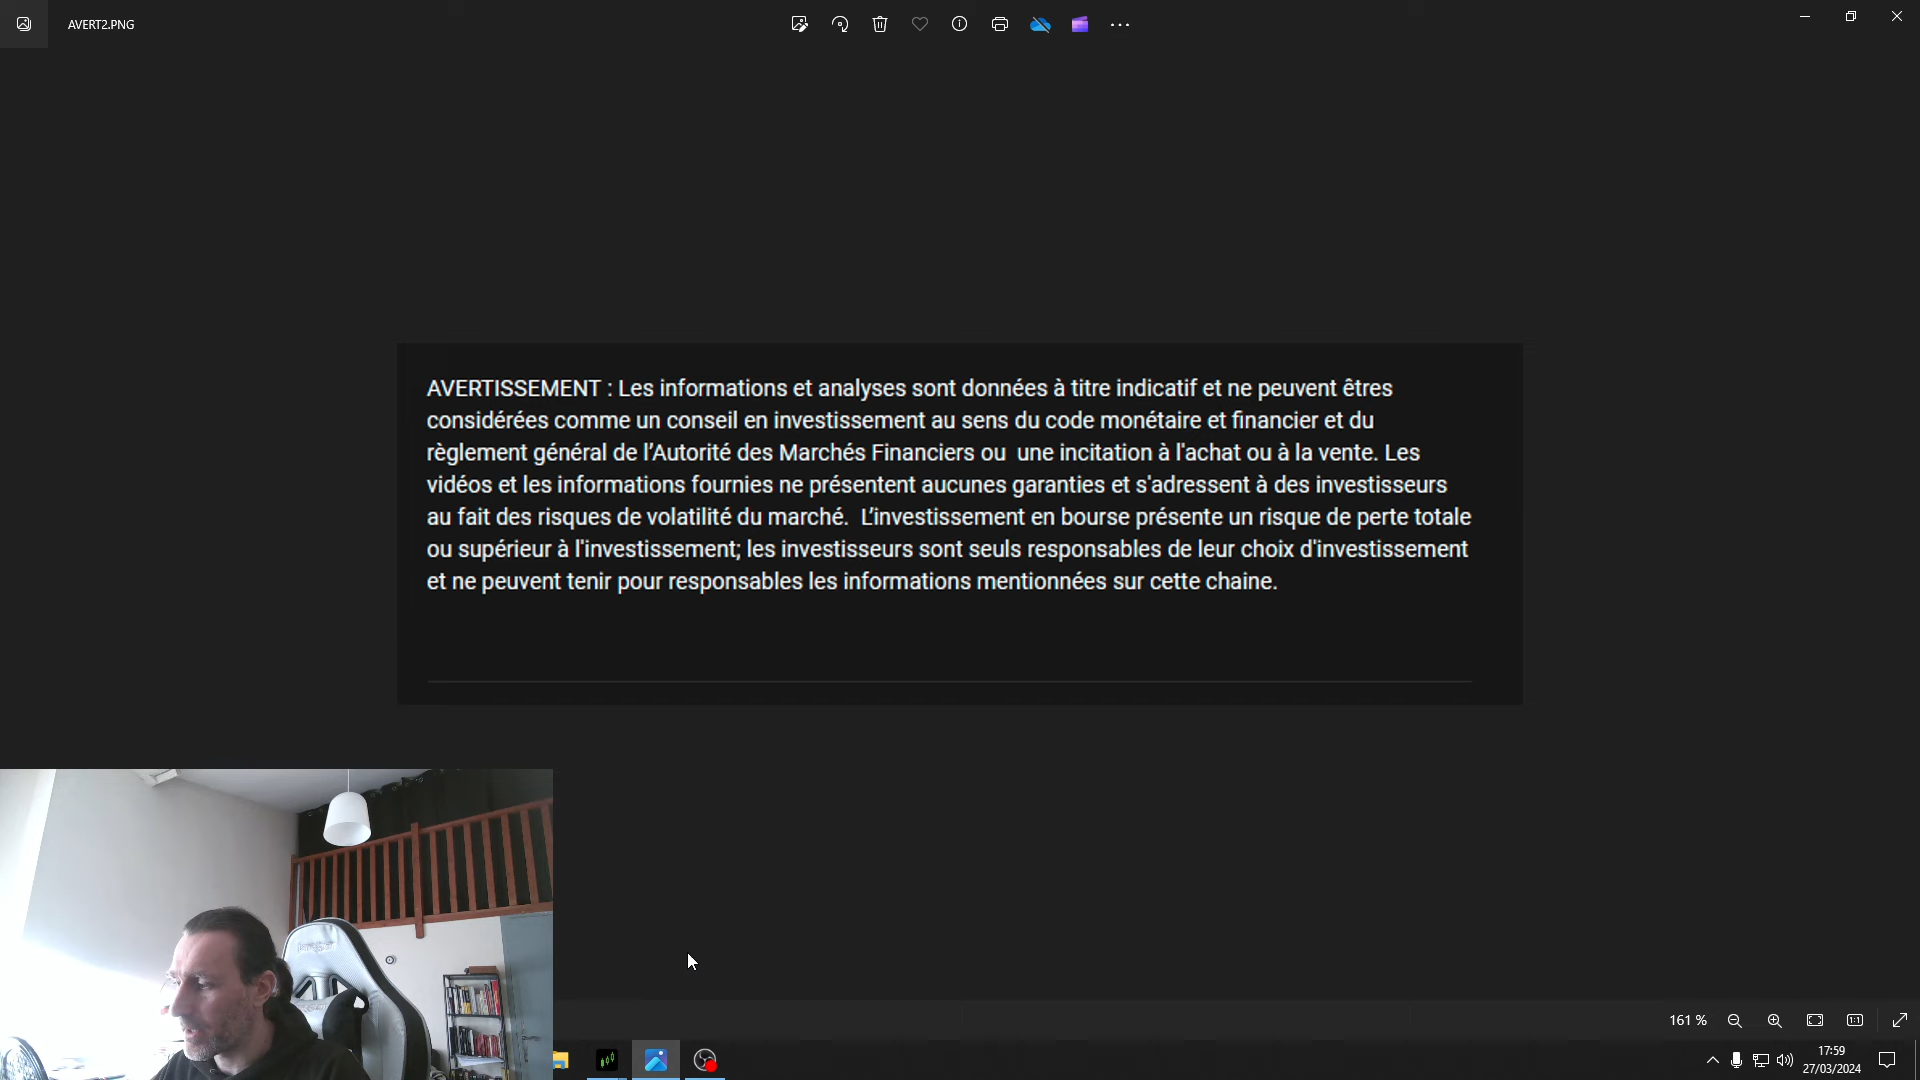 AVERT2.PNG
AVERTISSEMENT : Les informations et analyses sont données à titre indicatif et ne peuvent êtres
considérées comme un conseil en investissement au sens du code monétaire et financier et du
règlement général de l’Autorité des Marchés Financiers ou  une incitation à l'achat ou à la vente. Les
vidéos et les informations fournies ne présentent aucunes garanties et s'adressent à des investisseurs
au fait des risques de volatilité du marché.  L’investissement en bourse présente un risque de perte totale
ou supérieur à l'investissement; les investisseurs sont seuls responsables de leur choix d'investissement
et ne peuvent tenir pour responsables les informations mentionnées sur cette chaine.
161 %
1:1
17:59
27/03/2024